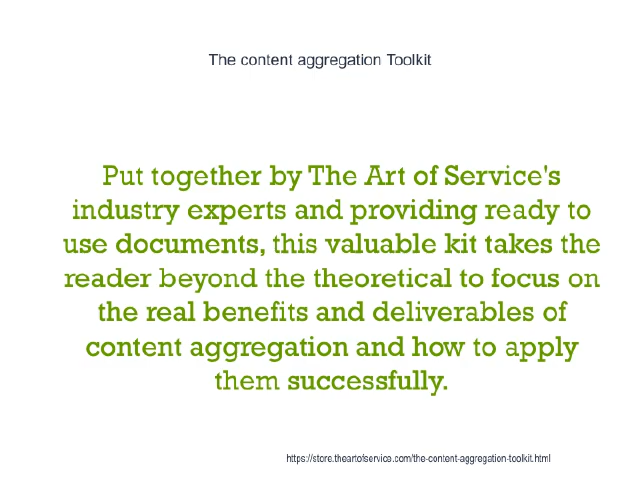 The content aggregation Toolkit
Put together by The Art of Service's
industry experts and providing ready to
use documents, this valuable kit takes the
reader beyond the theoretical to focus on
the real benefits and deliverables of
content aggregation and how to apply
them successfully.
https://store.theartofservice.com/the-content-aggregation-toolkit.html